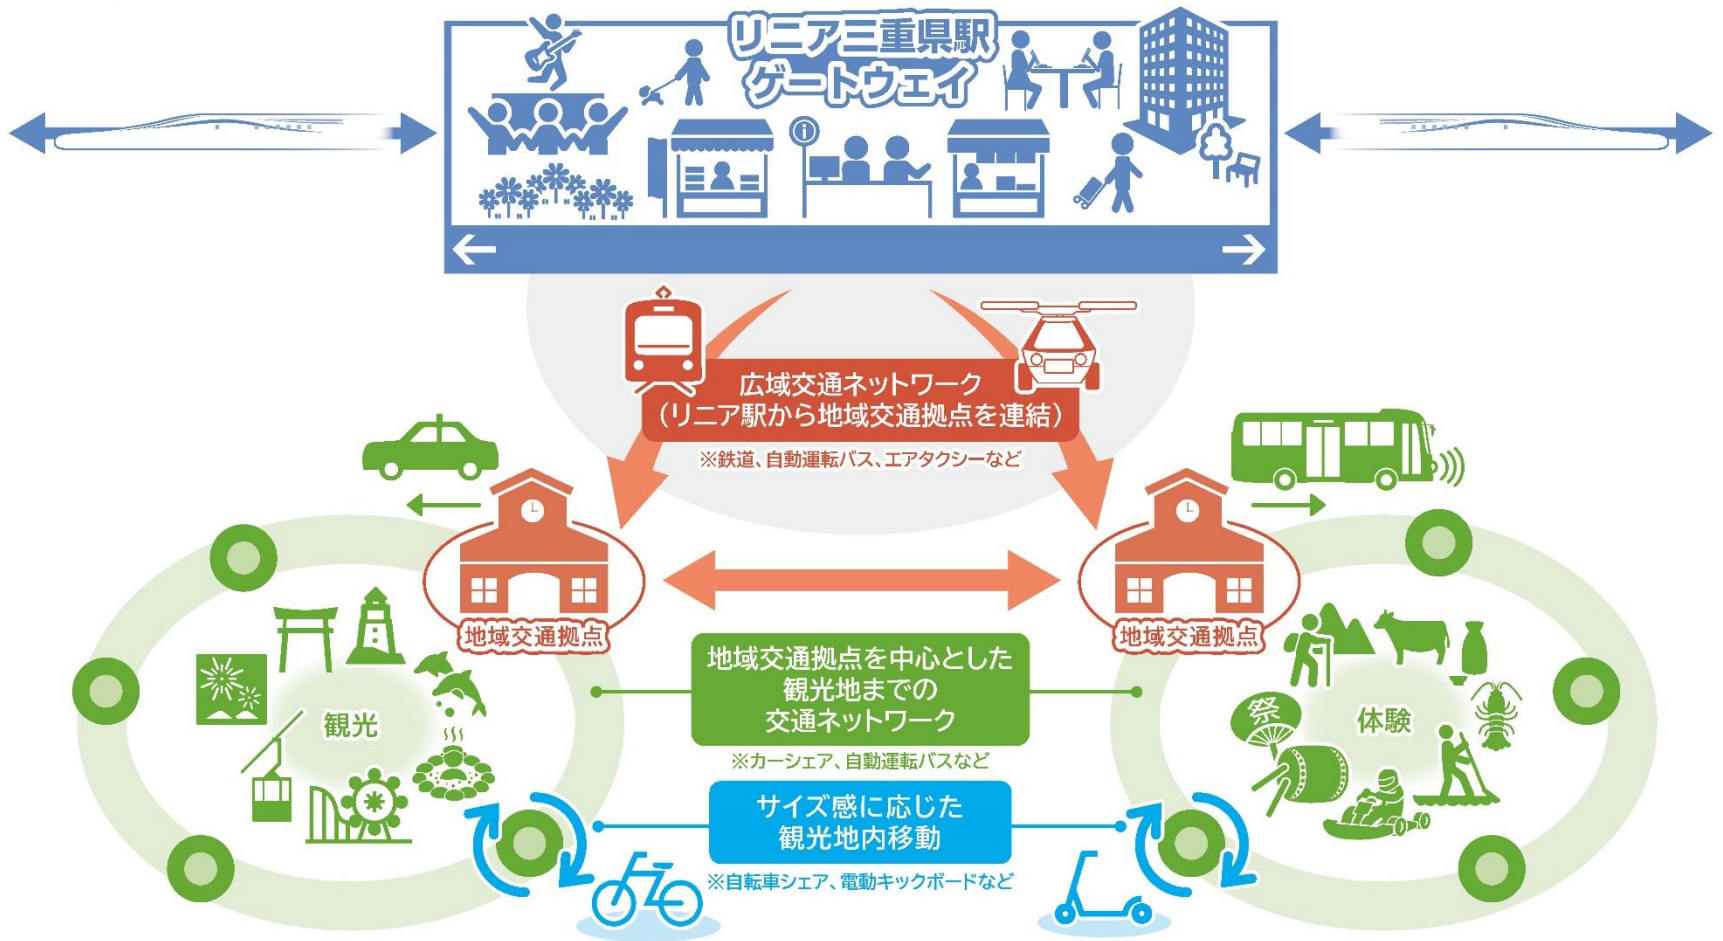 リニア三重県駅
ゲートウェイ
i
広域交通ネットワーク
（リニア駅から地域交通拠点を連結）
※鉄道、自動運転バス、エアタクシーなど
地域交通拠点
地域交通拠点
地域交通拠点を中心とした
観光地までの
交通ネットワーク
※カーシェア、自動運転バスなど
観光
祭
体験
サイズ感に応じた
観光地内移動
※自転車シェア、電動キックボードなど